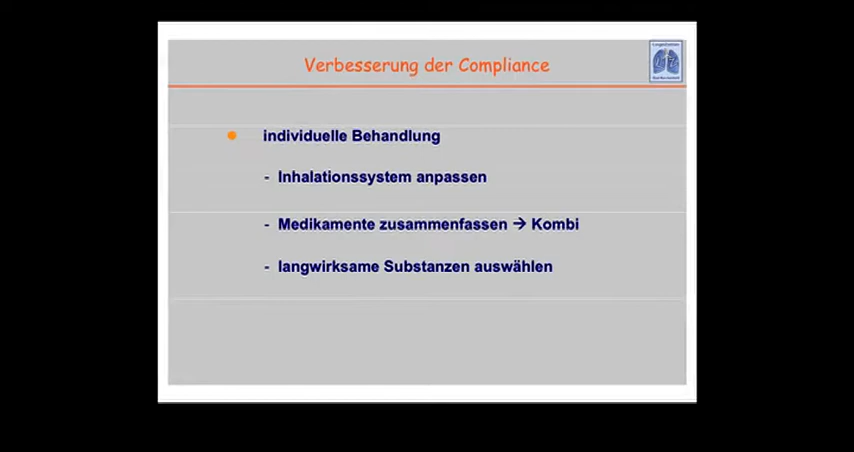 Verbesserung der Compliance
individuelle Behandlung
- Inhalationssystem anpassen
- Medikamente zusammenfassen → Kombi
- langwirksame Substanzen auswählen